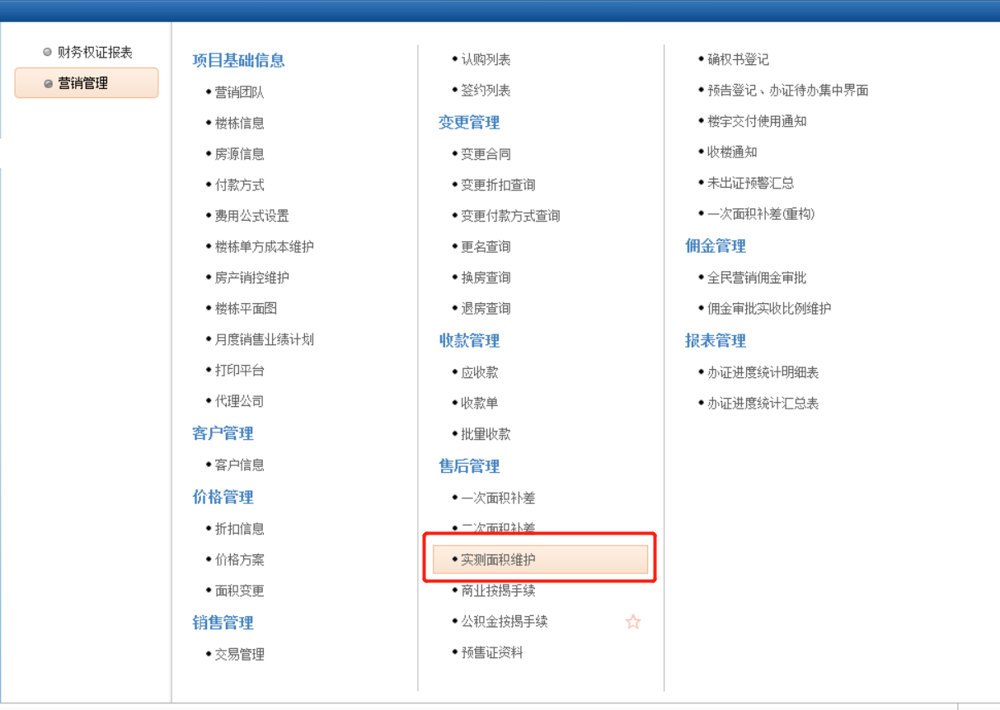 财务权证报表
营销管理
项目基础信息
营销团队
楼栋信息
房源信息
付款方式
费用公式设置
楼栋单方成本维护
房产销控维护
楼栋平面图
月度销售业绩计划
打印平台
代理公司
客户管理
客户信息
价格管理
折扣信息
价格方案
面积变更
销售管理
交易管理
认购列表
签约列表
变更管理
变更合同
变更折扣查询
变更付款方式查询
更名查询
换房查询
退房查询
收款管理
应收款
收款单
批量收款
售后管理
一次面积补差
二次面积补差
实测面积维护
商业按揭手续
公积金按揭手续
预售证资料
确权书登记
预告登记、办证待办集中界面
楼宇交付使用通知
收楼通知
未出证预警汇总
一次面积补差(重构)
佣金管理
全民营销佣金审批
佣金审批实收比例维护
报表管理
办证进度统计明细表
办证进度统计汇总表